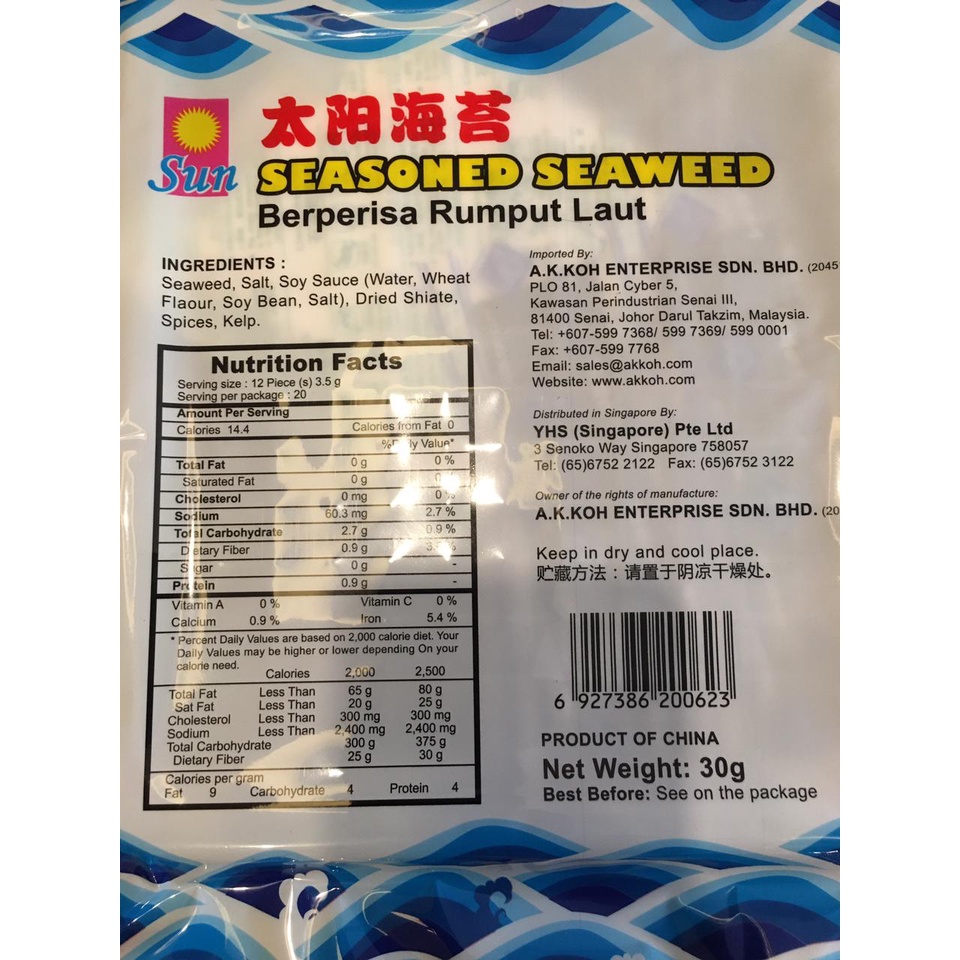 太阳海苔
Sun
SEASONED SEAWEED
Berperisa Rumput Laut
INGREDIENTS :
Seaweed, Salt, Soy Sauce (Water, Wheat
Flaour, Soy Bean, Salt), Dried Shiate,
Spices, Kelp.
Nutrition Facts
Serving size : 12 Piece (s) 3.5 g
Serving per package : 20
Amount Per Serving
Calories 14.4 Calories from Fat 0
%Daily Value*
Total Fat 0 g 0 %
Saturated Fat 0 g
Cholesterol 0 mg 0 %
Sodium 60.3 mg 2.7 %
Total Carbohydrate 2.7 g 0.9 %
Dietary Fiber 0.9 g
Sugar 0 g -
Protein 0.9 g -
Vitamin A 0 % Vitamin C 0 %
Calcium 0.9 % Iron 5.4 %
* Percent Daily Values are based on 2,000 calorie diet. Your
Daily Values may be higher or lower depending On your
calorie need.
Calories 2,000 2,500
Total Fat Less Than 65 g 80 g
Sat Fat Less Than 20 g 25 g
Cholesterol Less Than 300 mg 300 mg
Sodium Less Than 2,400 mg 2,400 mg
Total Carbohydrate 300 g 375 g
Dietary Fiber 25 g 30 g
Calories per gram
Fat 9 Carbohydrate 4 Protein 4
Imported By:
A.K.KOH ENTERPRISE SDN. BHD. (2045
PLO 81, Jalan Cyber 5,
Kawasan Perindustrian Senai III,
81400 Senai, Johor Darul Takzim, Malaysia.
Tel: +607-599 7368/ 599 7369/ 599 0001
Fax: +607-599 7768
Email: sales@akkoh.com
Website: www.akkoh.com
Distributed in Singapore By:
YHS (Singapore) Pte Ltd
3 Senoko Way Singapore 758057
Tel: (65)6752 2122 Fax: (65)6752 3122
Owner of the rights of manufacture:
A.K.KOH ENTERPRISE SDN. BHD. (20
Keep in dry and cool place.
贮藏方法：请置于阴凉干燥处。
6 927386 200623
PRODUCT OF CHINA
Net Weight: 30g
Best Before: See on the package